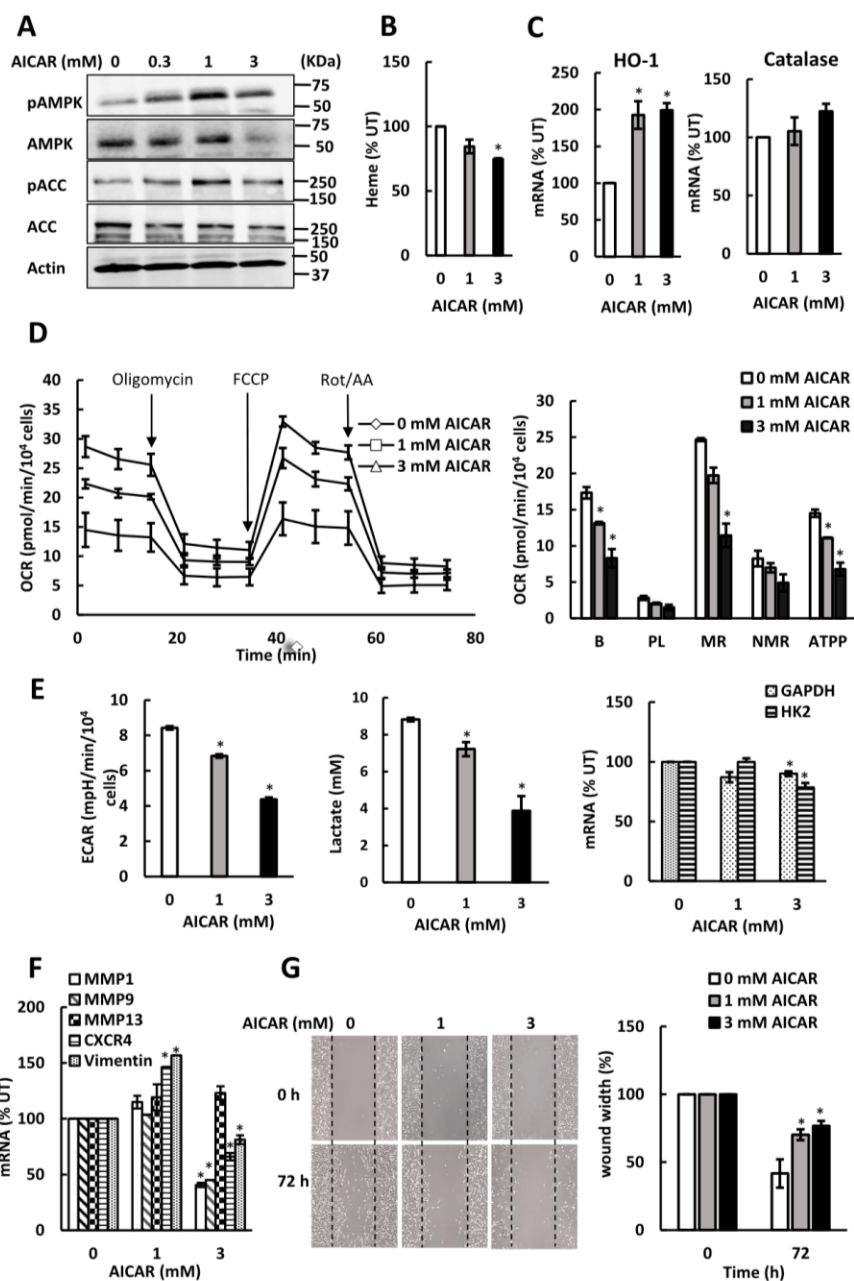 A
AICAR (mM) 0 0.3 1 3 (KDa)
pAMPK
75
50
AMPK
75
50
pACC
250
150
ACC
250
150
Actin
50
37
B
Heme (% UT)
150
100
50
0
0 1 3
AICAR (mM)
*
C
HO-1
mRNA (% UT)
250
200
150
100
50
0
* *
0 1 3
AICAR (mM)
Catalase
mRNA (% UT)
150
100
50
0
0 1 3
AICAR (mM)
D
OCR (pmol/min/10⁴ cells)
40
35
30
25
20
15
10
5
0
Oligomycin
FCCP
Rot/AA
0 mM AICAR
1 mM AICAR
3 mM AICAR
0 20 40 60 80
Time (min)
0 mM AICAR
1 mM AICAR
3 mM AICAR
OCR (pmol/min/10⁴ cells)
30
25
20
15
10
5
0
* * * * *
B PL MR NMR ATPP
E
ECAR (mpH/min/10⁴
cells)
10
8
6
4
2
0
* *
0 1 3
AICAR (mM)
Lactate (mM)
10
8
6
4
2
0
* *
0 1 3
AICAR (mM)
GAPDH
HK2
mRNA (% UT)
150
100
50
0
* *
0 1 3
AICAR (mM)
F
MMP1
MMP9
MMP13
CXCR4
Vimentin
mRNA (% UT)
200
150
100
50
0
* * * * * *
0 1 3
AICAR (mM)
G
AICAR (mM) 0 1 3
0 h
72 h
0 mM AICAR
1 mM AICAR
3 mM AICAR
wound width (%)
150
100
50
0
* *
0 72
Time (h)